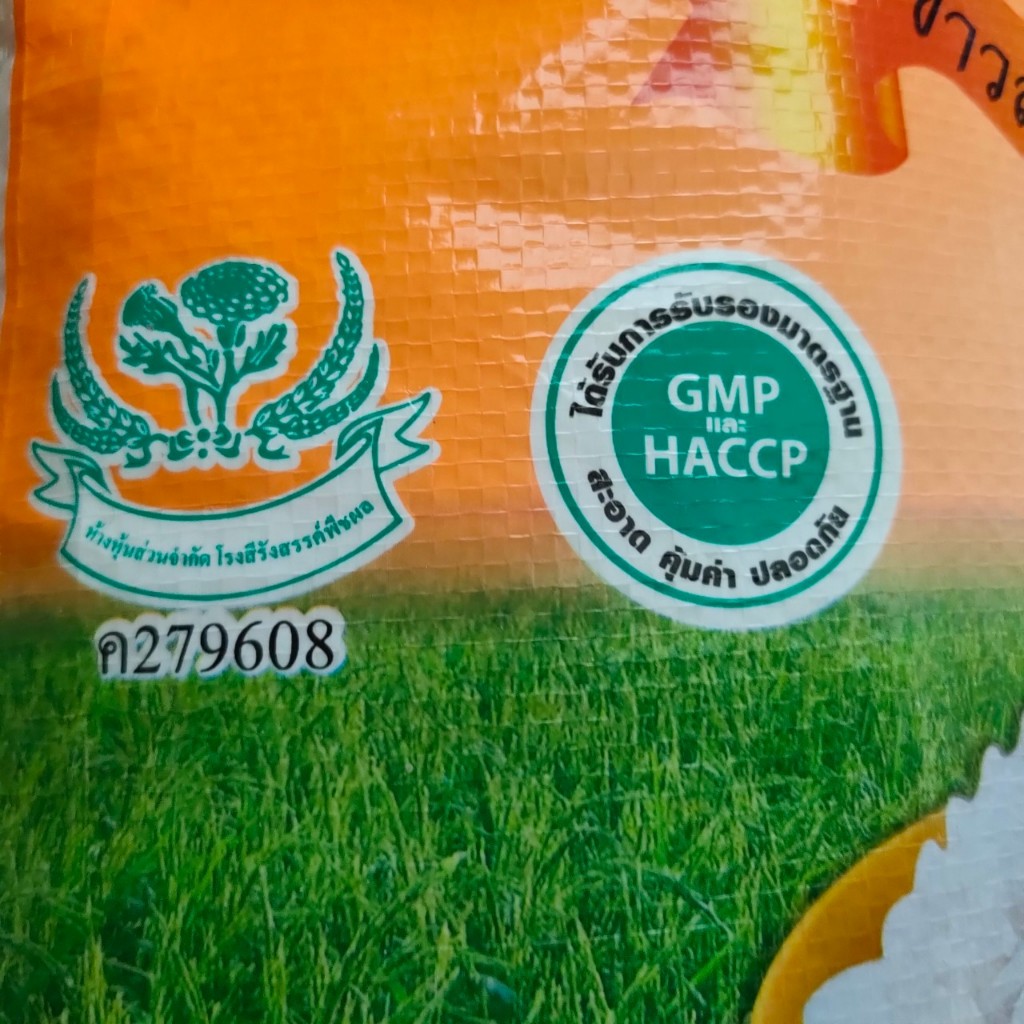 ข้าว
ห้างหุ้นส่วนจำกัด โรงสีรังสรรค์พืชผล
ค279608
ได้รับการรับรองมาตรฐาน
GMP
และ
HACCP
สะอาด คุ้มค่า ปลอดภัย